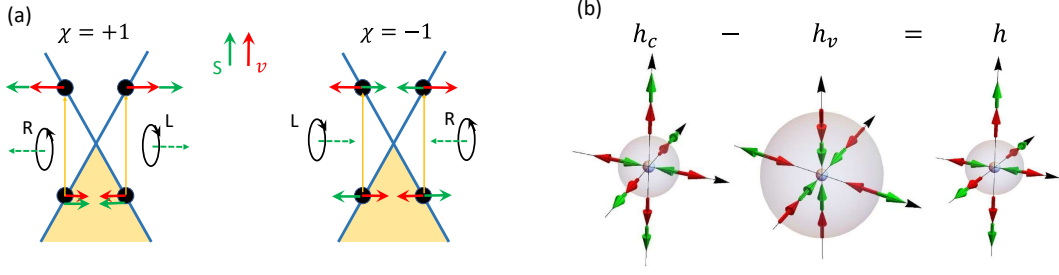 (a)
χ = +1
S
v
χ = −1
R
L
L
R
(b)
h_c − h_v = h